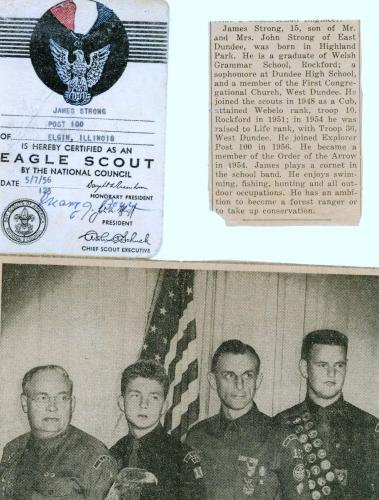 JAMES STRONG
POST 100
OF ELGIN, ILLINOIS
IS HEREBY CERTIFIED AS AN
EAGLE SCOUT
BY THE NATIONAL COUNCIL
DATE 5/7/56
HONORARY PRESIDENT
PRESIDENT
CHIEF SCOUT EXECUTIVE
James Strong, 15, son of Mr.
and Mrs. John Strong of East
Dundee, was born in Highland
Park. He is a graduate of Welsh
Grammar School, Rockford; a
sophomore at Dundee High School,
and a member of the First Congre-
gational Church, West Dundee. He
joined the scouts in 1948 as a Cub,
attained Webelo rank, troop 10,
Rockford in 1951; in 1954 he
was raised to Life rank, with Troop 36,
West Dundee. He joined Explorer
Post 100 in 1956. He became a
member of the Order of the Arrow
in 1954. James plays a cornet in
the school band. He enjoys swim-
ming, fishing, hunting and all out-
door occupations. He has an ambi-
tion to become a forest ranger or
to take up conservation.